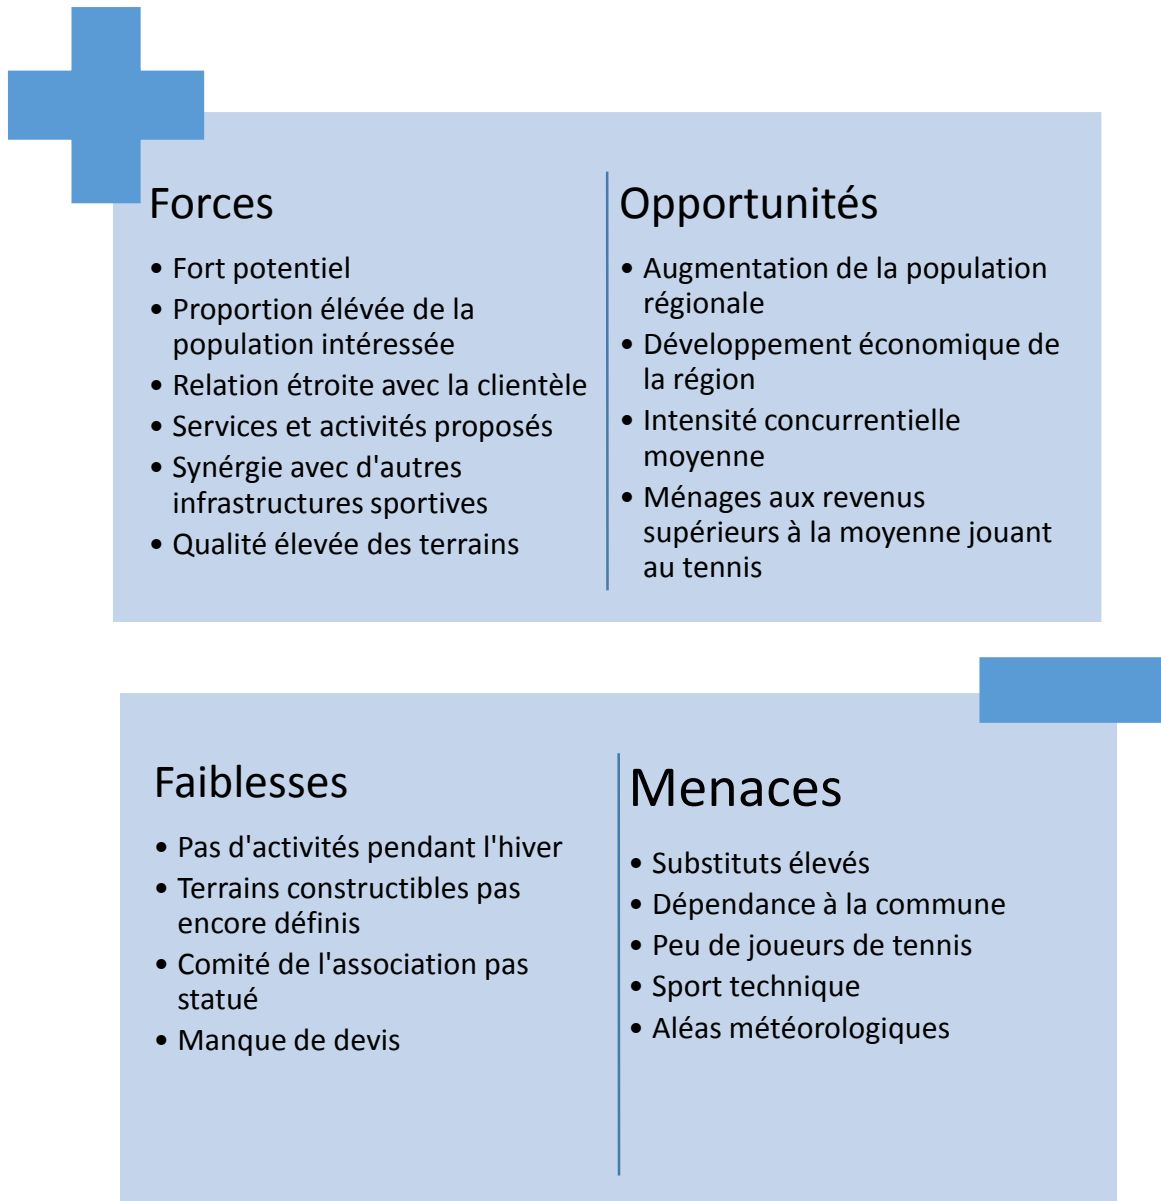 Forces
• Fort potentiel
• Proportion élévée de la
population intéressée
• Relation étroite avec la clientèle
• Services et activités proposés
• Synérgie avec d'autres
infrastructures sportives
• Qualité élevée des terrains
Opportunités
• Augmentation de la population
régionale
• Développement économique de
la région
• Intensité concurrentielle
moyenne
• Ménages aux revenus
supérieurs à la moyenne jouant
au tennis
Faiblesses
• Pas d'activités pendant l'hiver
• Terrains constructibles pas
encore définis
• Comité de l'association pas
statué
• Manque de devis
Menaces
• Substituts élevés
• Dépendance à la commune
• Peu de joueurs de tennis
• Sport technique
• Aléas météorologiques